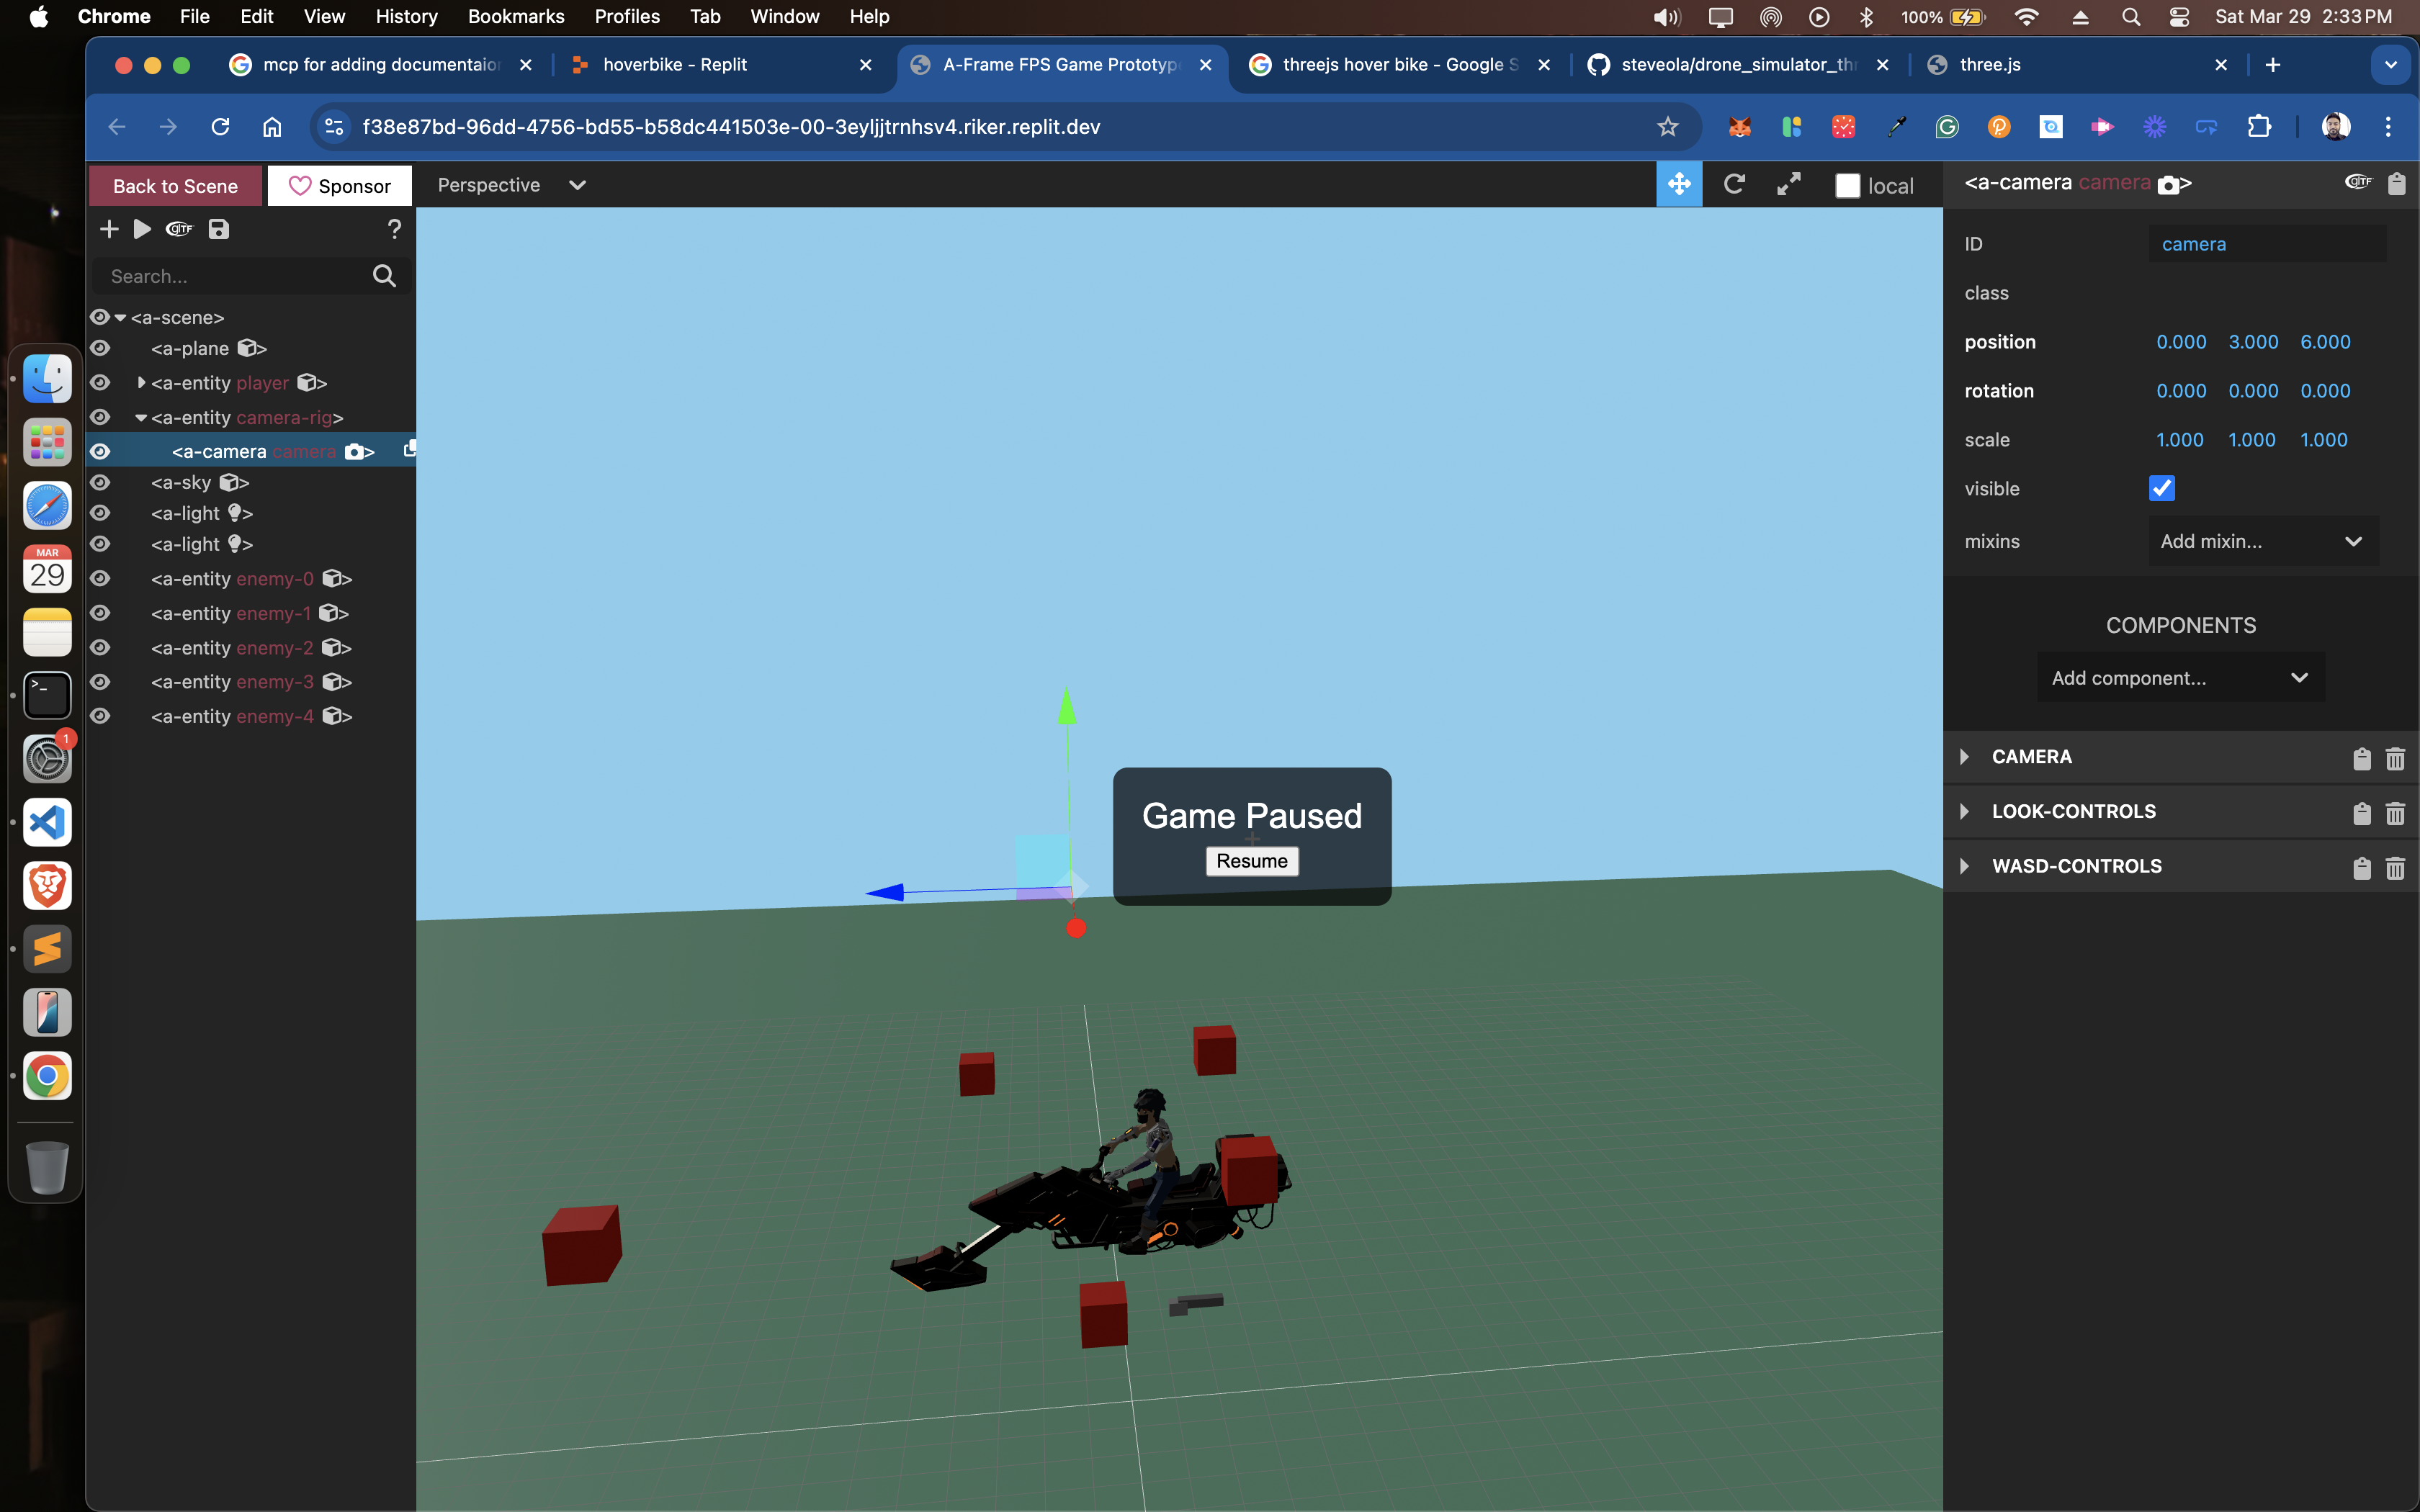 Chrome File Edit View History Bookmarks Profiles Tab Window Help 100% Sat Mar 29 2:33 PM
mcp for adding documentaion hoverbike - Replit A-Frame FPS Game Prototype threejs hover bike - Google S steveola/drone_simulator_thr three.js
f38e87bd-96dd-4756-bd55-b58dc441503e-00-3eyljjtrnhsv4.riker.replit.dev
Back to Scene Sponsor Perspective local <a-camera camera > glTF
glTF ?
Search...
<a-scene>
<a-plane >
<a-entity player >
<a-entity camera-rig>
<a-camera camera >
<a-sky >
<a-light >
<a-light >
<a-entity enemy-0 >
<a-entity enemy-1 >
<a-entity enemy-2 >
<a-entity enemy-3 >
<a-entity enemy-4 >
MAR
29
>_
1
Game Paused
Resume
ID camera
class
position 0.000 3.000 6.000
rotation 0.000 0.000 0.000
scale 1.000 1.000 1.000
visible
mixins Add mixin...
COMPONENTS
Add component...
CAMERA
LOOK-CONTROLS
WASD-CONTROLS